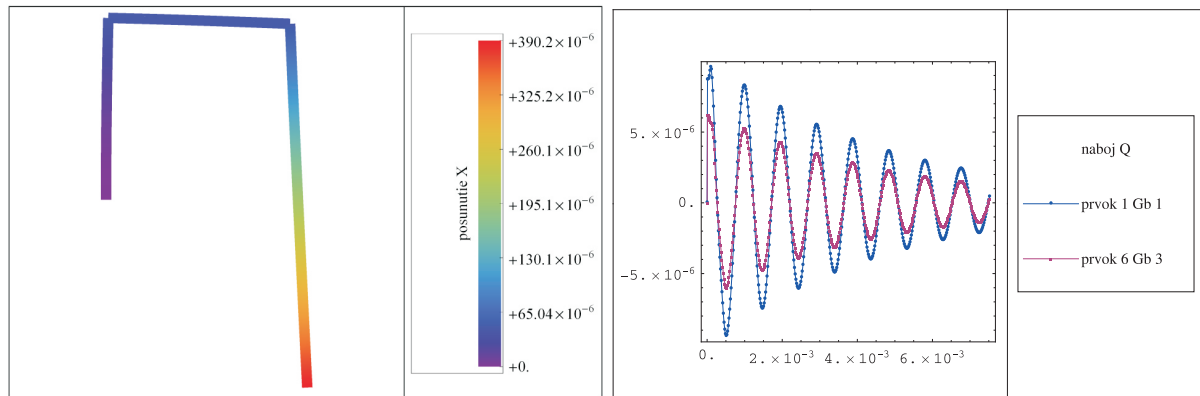 posunutie X
+390.2×10⁻⁶
+325.2×10⁻⁶
+260.1×10⁻⁶
+195.1×10⁻⁶
+130.1×10⁻⁶
+65.04×10⁻⁶
+0.
5.×10⁻⁶
0.
−5.×10⁻⁶
0. 2.×10⁻³ 4.×10⁻³ 6.×10⁻³
naboj Q
prvok 1 Gb 1
prvok 6 Gb 3